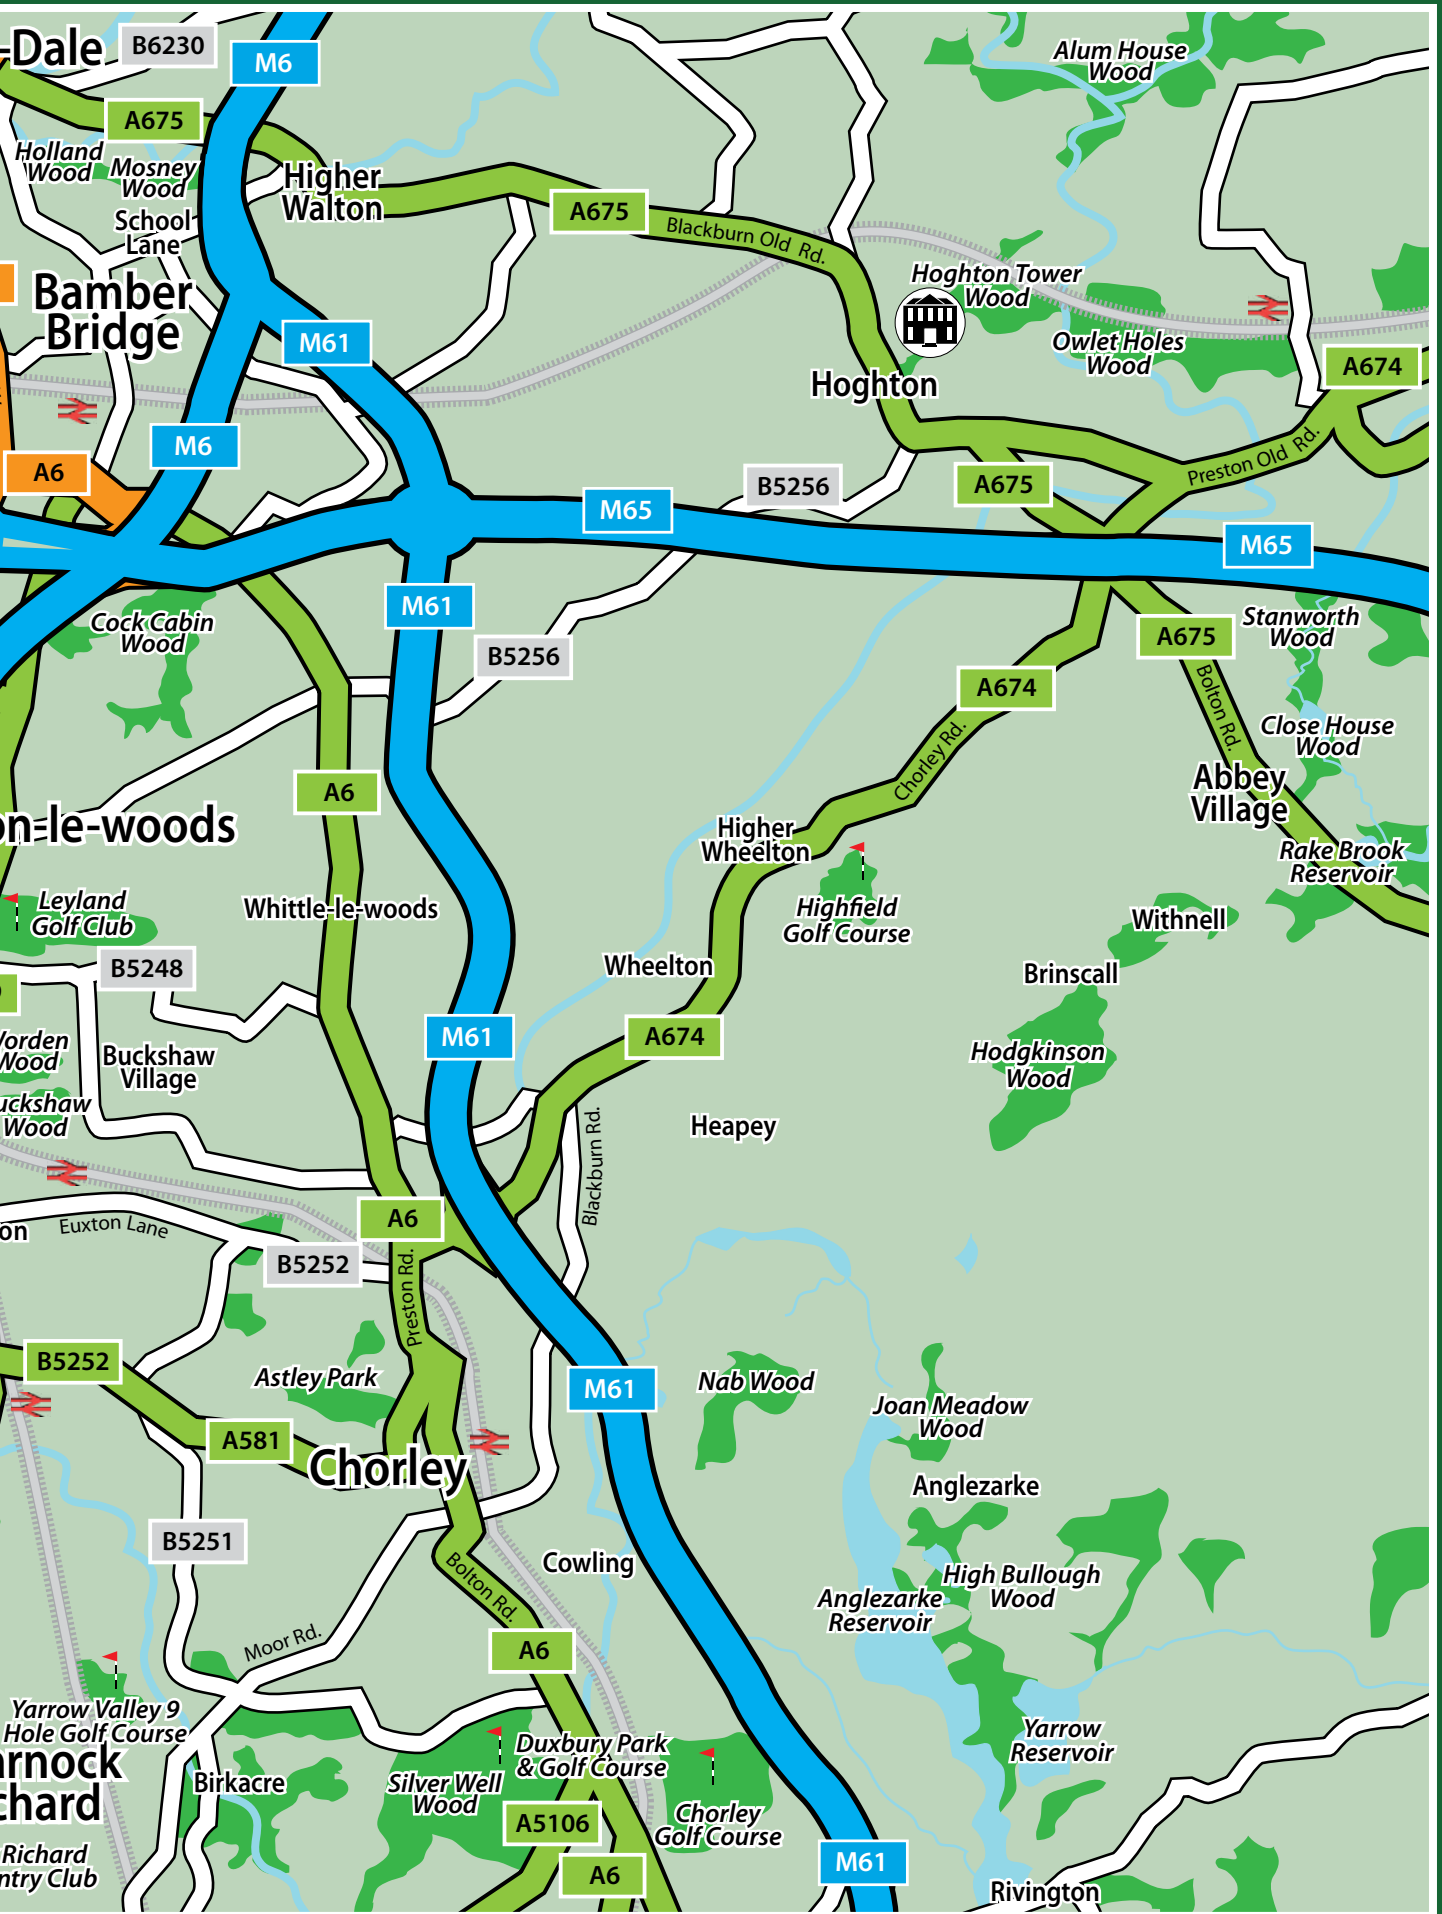 -Dale
B6230
M6
A675
Holland
Wood
Mosney
Wood
School
Lane
Higher
Walton
A675
Blackburn Old Rd.
Alum House
Wood
Bamber
Bridge
M61
Hoghton Tower
Wood
Owlet Holes
Wood
A674
Hoghton
M6
A6
B5256
A675
Preston Old Rd.
M65
M65
Cock Cabin
Wood
M61
B5256
A675
Stanworth
Wood
A674
Bolton Rd.
Close House
Wood
Chorley Rd.
Abbey
Village
A6
on-le-woods
Higher
Wheelton
Rake Brook
Reservoir
Leyland
Golf Club
Whittle-le-woods
Highfield
Golf Course
Withnell
B5248
Wheelton
Brinscall
M61
A674
Worden
Wood
Buckshaw
Village
Hodgkinson
Wood
uckshaw
Wood
Heapey
Blackburn Rd.
on
Euxton Lane
A6
B5252
Preston Rd.
B5252
Astley Park
M61
Nab Wood
Joan Meadow
Wood
A581
Chorley
Anglezarke
B5251
Cowling
Bolton Rd.
High Bullough
Wood
Anglezarke
Reservoir
Moor Rd.
A6
Yarrow Valley 9
Hole Golf Course
arnock
chard
Birkacre
Duxbury Park
& Golf Course
Silver Well
Wood
Yarrow
Reservoir
A5106
Chorley
Golf Course
Richard
ntry Club
A6
M61
Rivington